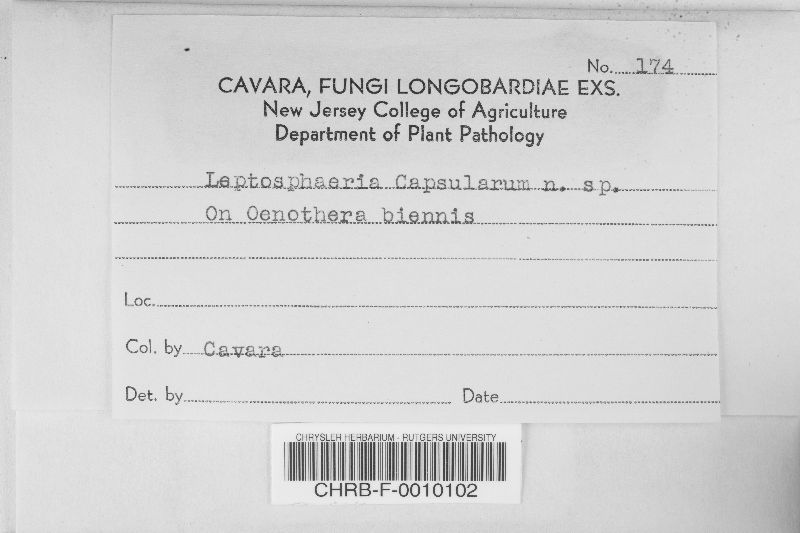 No. 174
CAVARA, FUNGI LONGOBARDIAE EXS.
New Jersey College of Agriculture
Department of Plant Pathology
Leptosphaeria Capsularum n. sp.
On Oenothera biennis
Loc.
Col. by Cavara
Det. by Date
CHRYSLER HERBARIUM - RUTGERS UNIVERSITY
CHRB-F-0010102